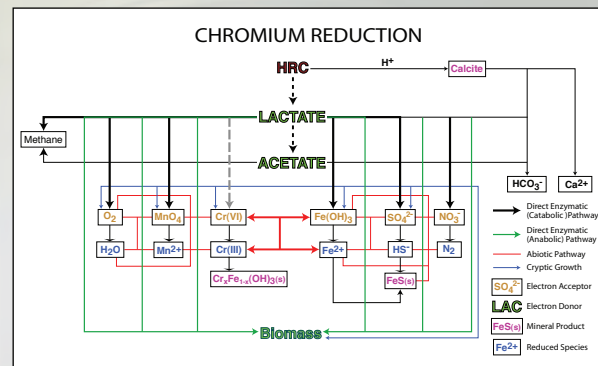 CHROMIUM REDUCTION
HRC
H+
Calcite
LACTATE
Methane
ACETATE
HCO3-
Ca2+
O2
MnO4
Cr(VI)
Fe(OH)3
SO42-
NO3-
H2O
Mn2+
Cr(III)
Fe2+
HS-
N2
CrxFe1-x(OH)3(s)
FeS(s)
Biomass
Direct Enzymatic
(Catabolic )Pathway
Direct Enzymatic
(Anabolic) Pathway
Abiotic Pathway
Cryptic Growth
SO42- Electron Acceptor
LAC Electron Donor
FeS(s) Mineral Product
Fe2+ Reduced Species